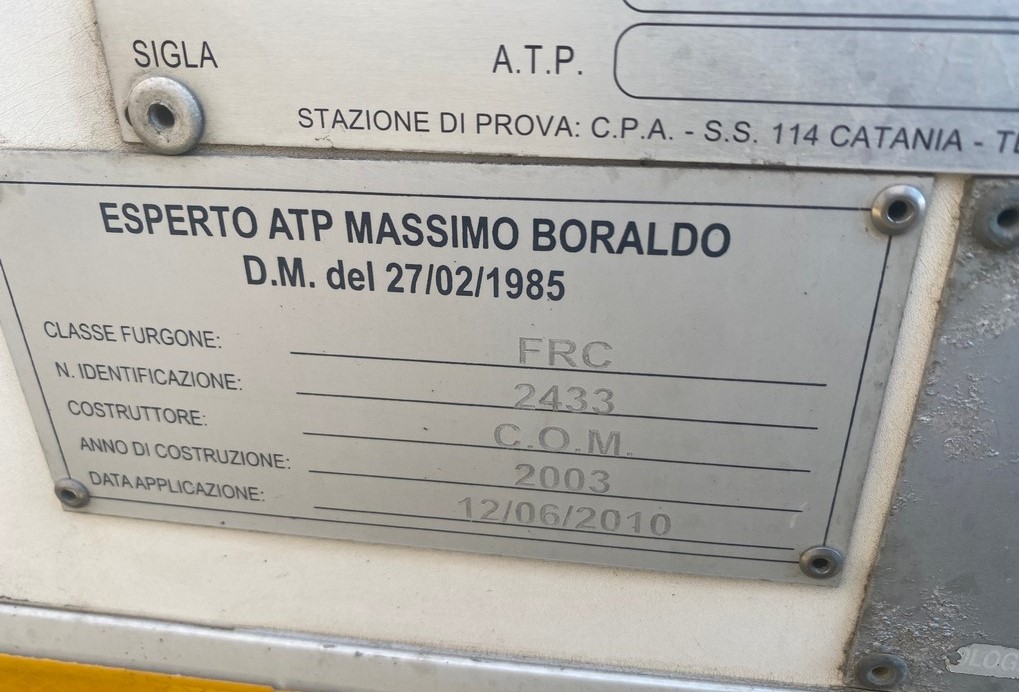 SIGLA A.T.P.
STAZIONE DI PROVA: C.P.A. - S.S. 114 CATANIA -
ESPERTO ATP MASSIMO BORALDO
D.M. del 27/02/1985
CLASSE FURGONE: FRC
N. IDENTIFICAZIONE: 2433
COSTRUTTORE: C.O.M.
ANNO DI COSTRUZIONE: 2003
DATA APPLICAZIONE: 12/06/2010